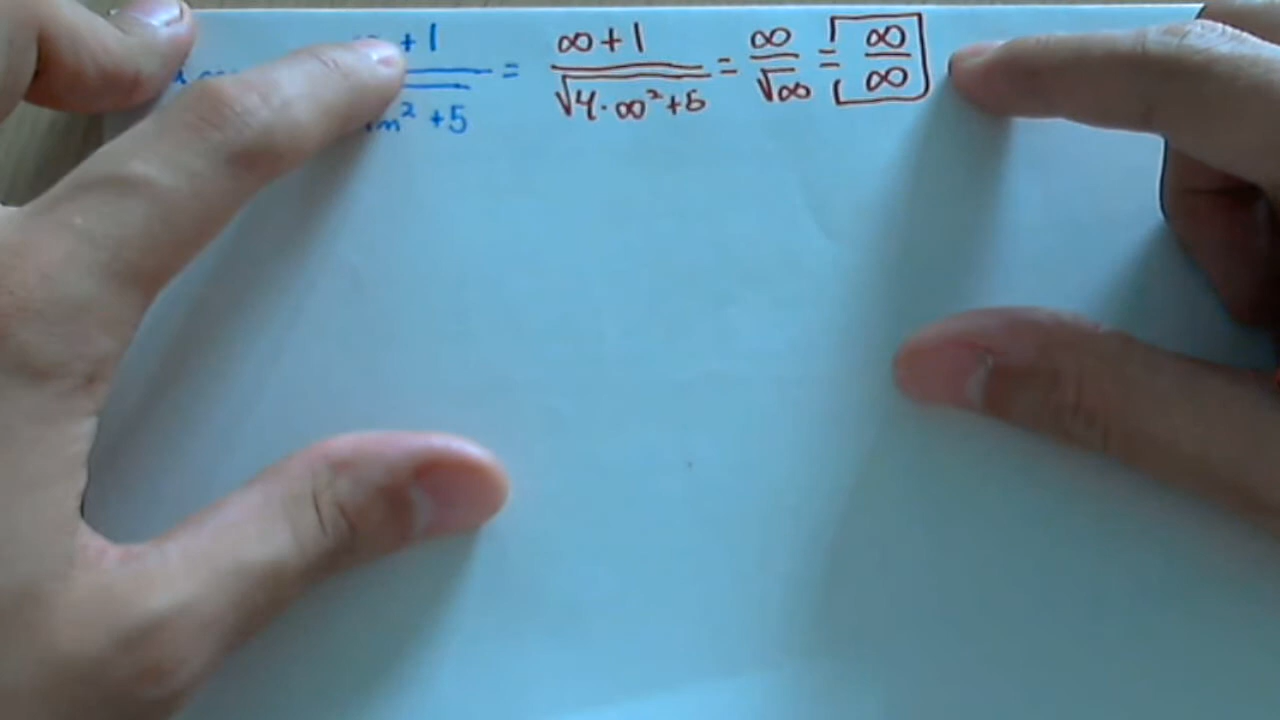 + 1 / m² + 5 = ∞ + 1 / √4·∞² + 5 = ∞ / √∞ = ∞ / ∞